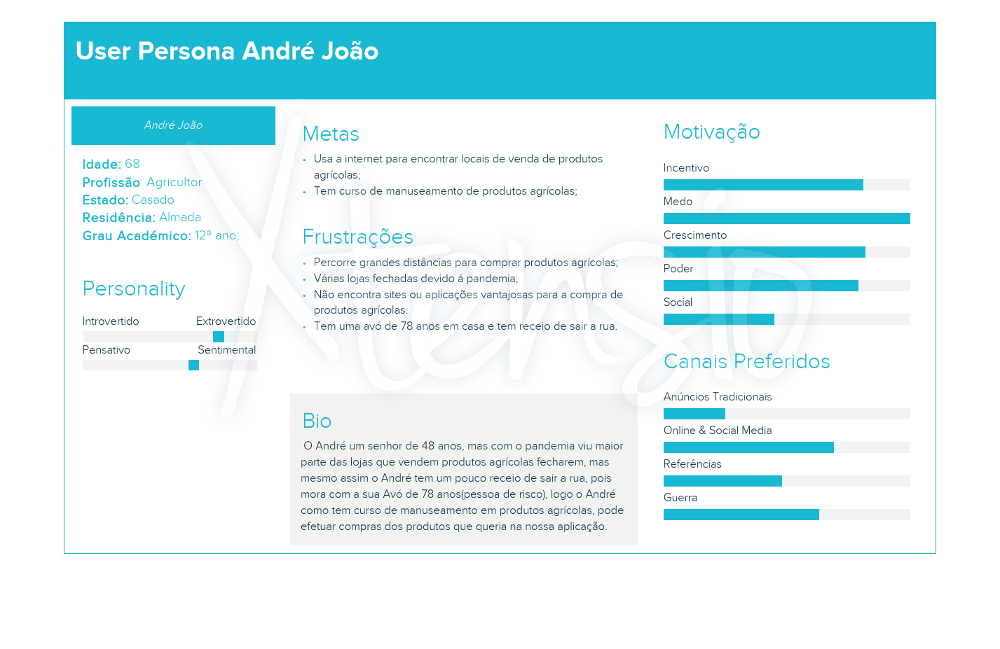 User Persona André João
André João
Idade: 68
Profissão: Agricultor
Estado: Casado
Residência: Almada
Grau Académico: 12º ano;
Personality
Introvertido Extrovertido
Pensativo Sentimental
Metas
• Usa a internet para encontrar locais de venda de produtos
agrícolas;
• Tem curso de manuseamento de produtos agrícolas;
Frustrações
• Percorre grandes distâncias para comprar produtos agrícolas;
• Várias lojas fechadas devido á pandemia;
• Não encontra sites ou aplicações vantajosas para a compra de
produtos agrícolas.
• Tem uma avó de 78 anos em casa e tem receio de sair a rua.
Bio
O André um senhor de 48 anos, mas com o pandemia viu maior
parte das lojas que vendem produtos agrícolas fecharem, mas
mesmo assim o André tem um pouco receio de sair a rua, pois
mora com a sua Avó de 78 anos(pessoa de risco), logo o André
como tem curso de manuseamento em produtos agrícolas, pode
efetuar compras dos produtos que queria na nossa aplicação.
Motivação
Incentivo
Medo
Crescimento
Poder
Social
Canais Preferidos
Anúncios Tradicionais
Online & Social Media
Referências
Guerra
Xtensio